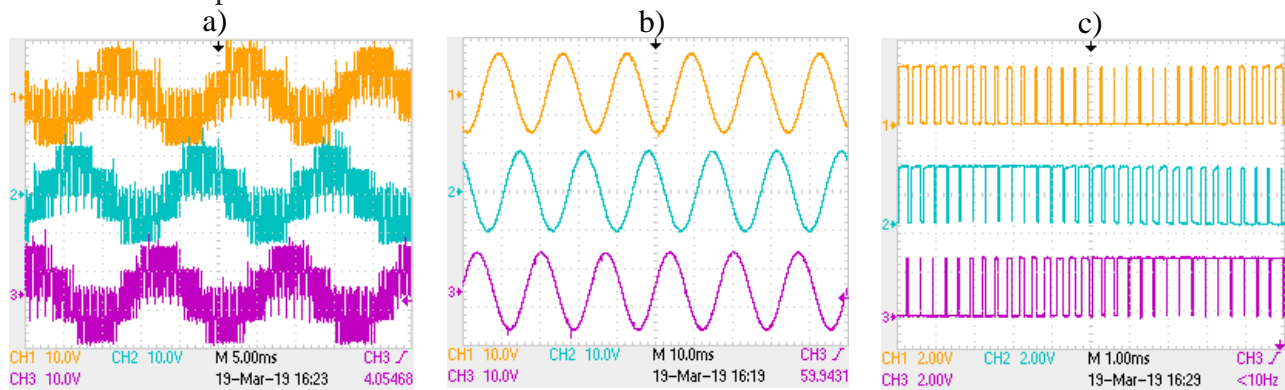 a)
b)
c)
1
2
3
CH1 10.0V CH2 10.0V M 5.00ms CH3
CH3 10.0V 19-Mar-19 16:23 4.05468
1
2
3
CH1 10.0V CH2 10.0V M 10.0ms CH3
CH3 10.0V 19-Mar-19 16:19 59.9431
1
2
3
CH1 2.00V CH2 2.00V M 1.00ms CH3
CH3 2.00V 19-Mar-19 16:29 <10Hz